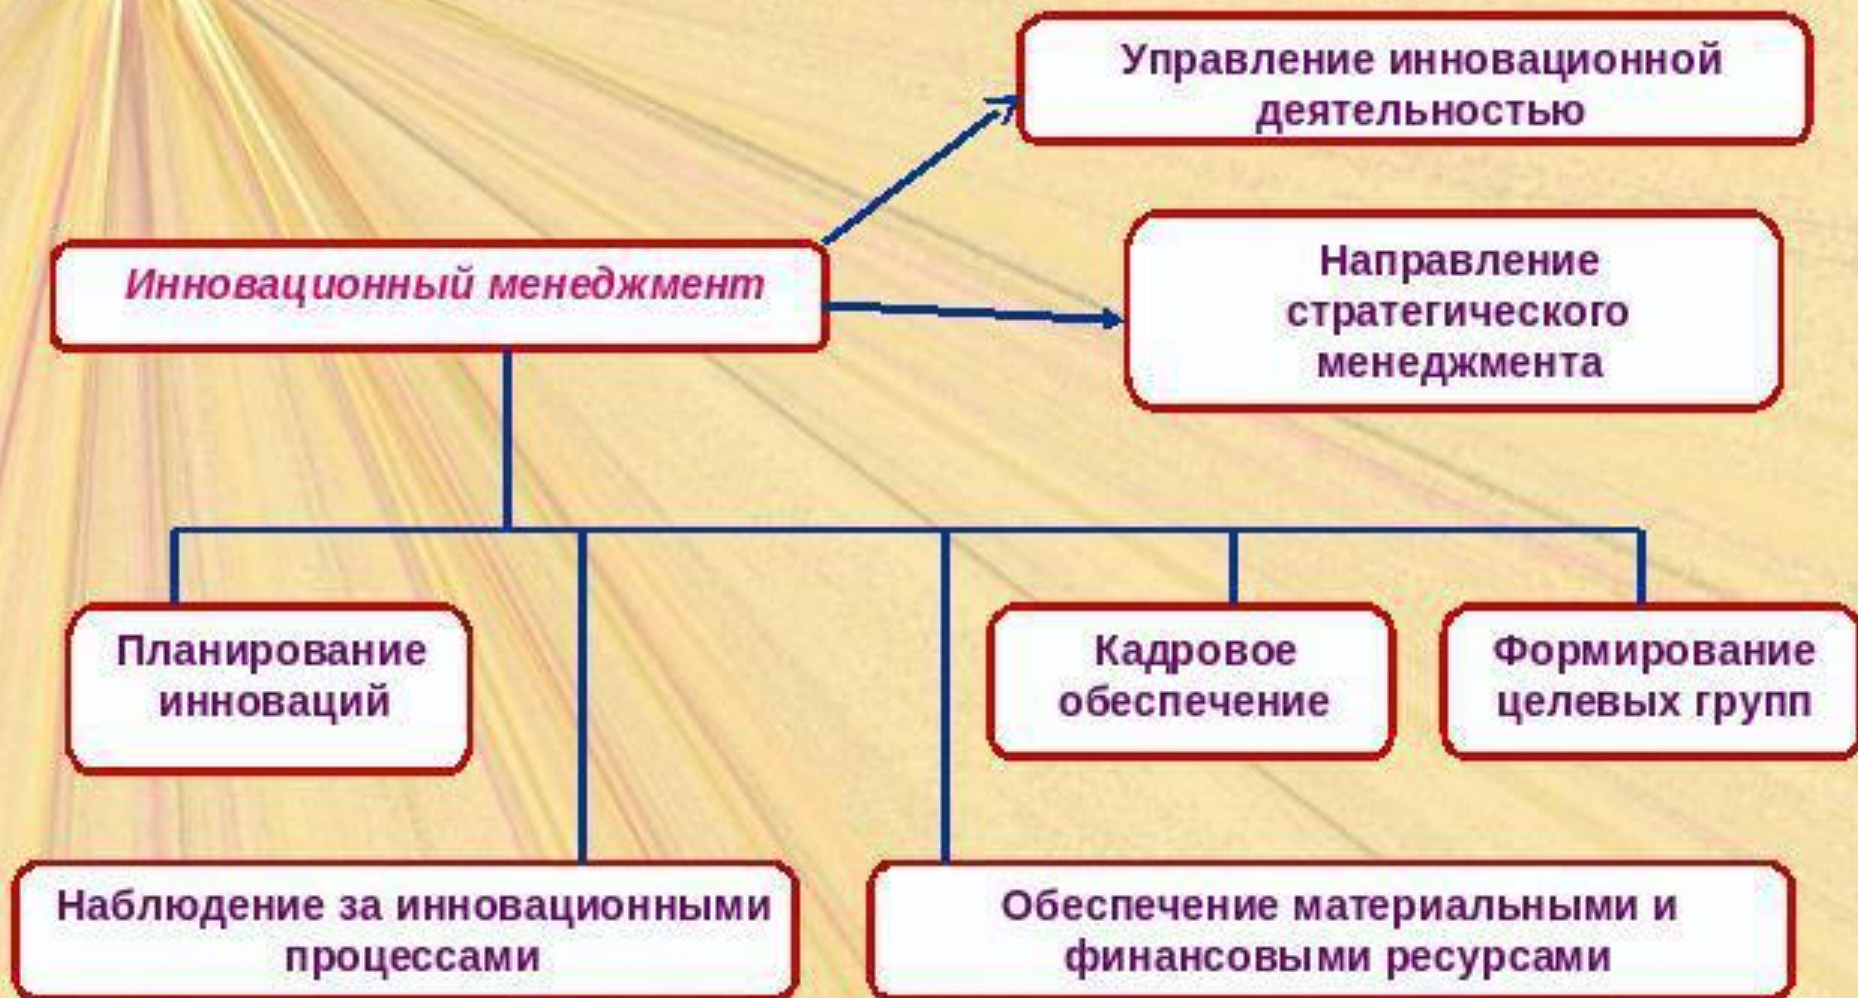 Управление инновационной
деятельностью
Инновационный менеджмент
Направление
стратегического
менеджмента
Планирование
инноваций
Кадровое
обеспечение
Формирование
целевых групп
Наблюдение за инновационными
процессами
Обеспечение материальными и
финансовыми ресурсами